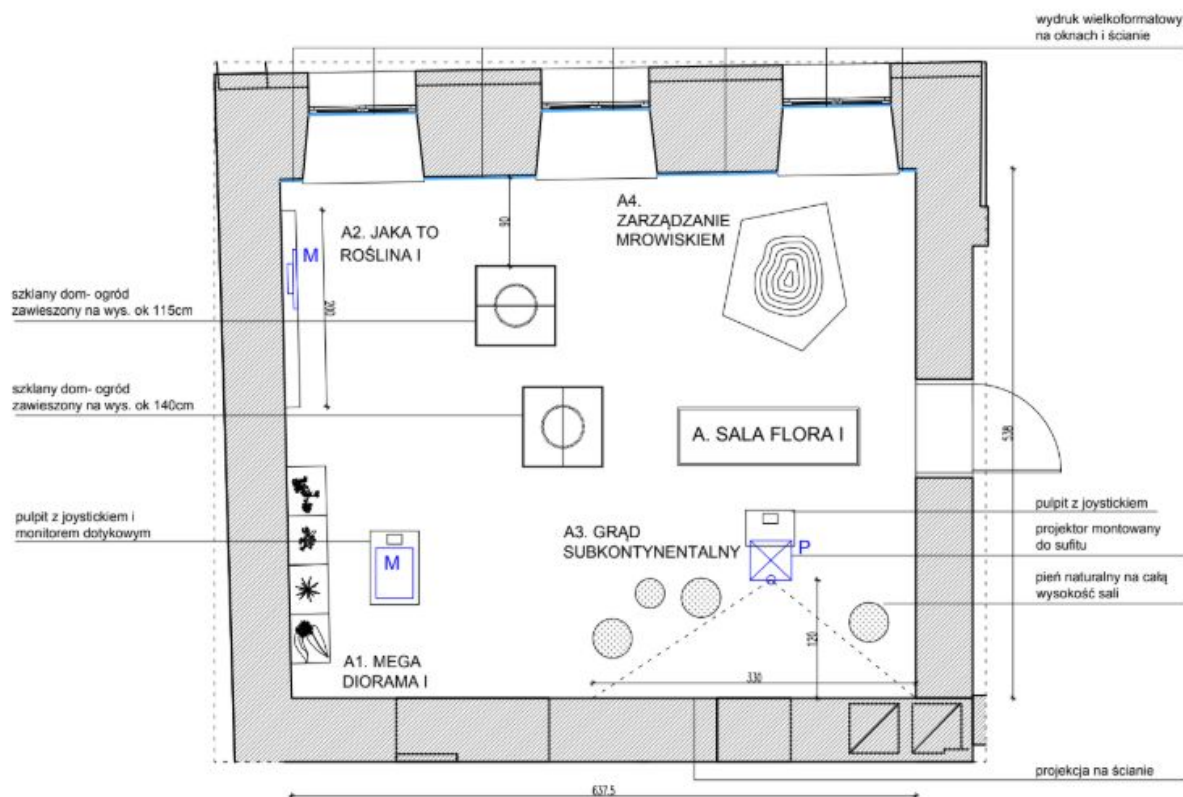 wydruk wielkoformatowy
na oknach i ścianie
A2. JAKA TO
ROŚLINA I
M
200
90
A4.
ZARZĄDZANIE
MROWISKIEM
szklany dom- ogród
zawieszony na wys. ok 115cm
szklany dom- ogród
zawieszony na wys. ok 140cm
A. SALA FLORA I
538
pulpit z joystickiem i
monitorem dotykowym
M
A3. GRĄD
SUBKONTYNENTALNY
P
pulpit z joystickiem
projektor montowany
do sufitu
pień naturalny na całą
wysokość sali
120
330
A1. MEGA
DIORAMA I
projekcja na ścianie
637.5